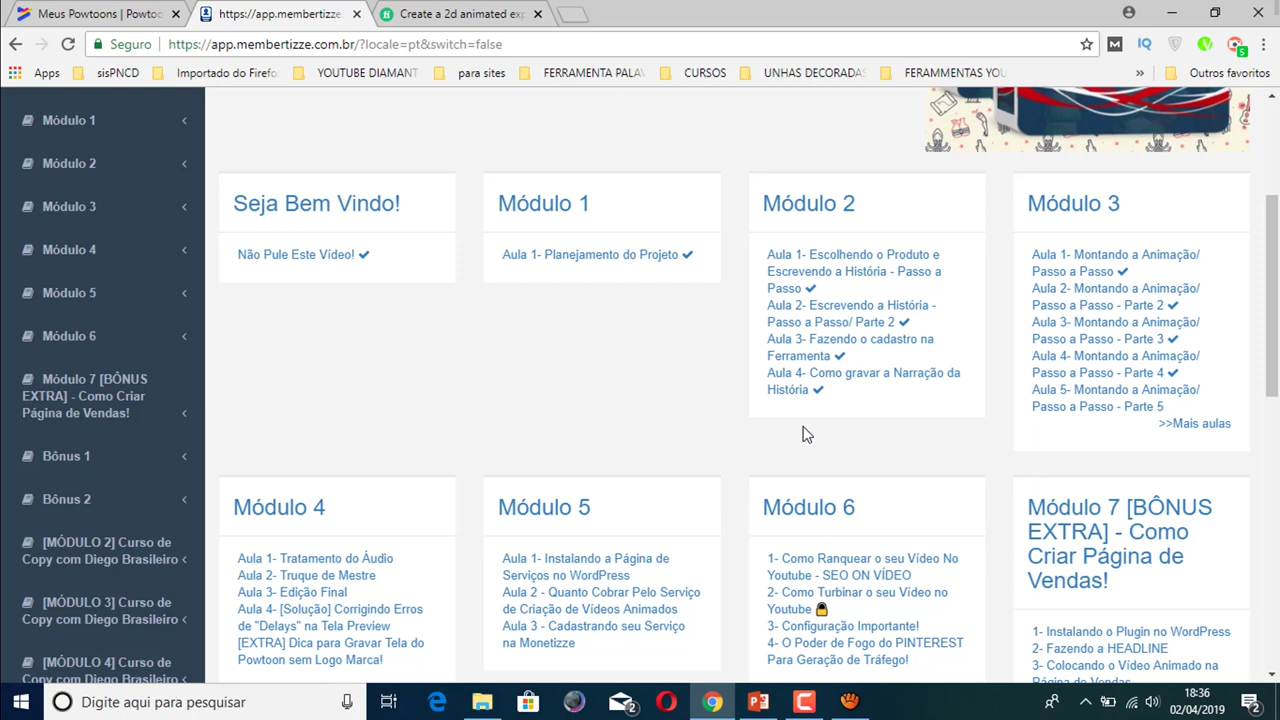 Meus Powtoons | Powtoo
https://app.membertizze.
Create a 2d animated exp
Seguro
https://app.membertizze.com.br/?locale=pt&switch=false
Apps
sisPNCD
Importado do Firefo
YOUTUBE DIAMANT
para sites
FERRAMENTA PALAV
CURSOS
UNHAS DECORADAS
FERAMMENTAS YOU
»
Outros favoritos
Módulo 1
Módulo 2
Módulo 3
Módulo 4
Módulo 5
Módulo 6
Módulo 7 [BÔNUS
EXTRA] - Como Criar
Página de Vendas!
Bônus 1
Bônus 2
[MÓDULO 2] Curso de
Copy com Diego Brasileiro
[MÓDULO 3] Curso de
Copy com Diego Brasileiro
[MÓDULO 4] Curso de
Copy com Diego Brasileiro
Seja Bem Vindo!
Não Pule Este Vídeo! ✔
Módulo 1
Aula 1- Planejamento do Projeto ✔
Módulo 2
Aula 1- Escolhendo o Produto e
Escrevendo a História - Passo a
Passo ✔
Aula 2- Escrevendo a História -
Passo a Passo/ Parte 2 ✔
Aula 3- Fazendo o cadastro na
Ferramenta ✔
Aula 4- Como gravar a Narração da
História ✔
Módulo 3
Aula 1- Montando a Animação/
Passo a Passo ✔
Aula 2- Montando a Animação/
Passo a Passo - Parte 2 ✔
Aula 3- Montando a Animação/
Passo a Passo - Parte 3 ✔
Aula 4- Montando a Animação/
Passo a Passo - Parte 4 ✔
Aula 5- Montando a Animação/
Passo a Passo - Parte 5
>>Mais aulas
Módulo 4
Aula 1- Tratamento do Áudio
Aula 2- Truque de Mestre
Aula 3- Edição Final
Aula 4- [Solução] Corrigindo Erros
de "Delays" na Tela Preview
[EXTRA] Dica para Gravar Tela do
Powtoon sem Logo Marca!
Módulo 5
Aula 1- Instalando a Página de
Serviços no WordPress
Aula 2 - Quanto Cobrar Pelo Serviço
de Criação de Vídeos Animados
Aula 3 - Cadastrando seu Serviço
na Monetizze
Módulo 6
1- Como Ranquear o seu Vídeo No
Youtube - SEO ON VÍDEO
2- Como Turbinar o seu Vídeo no
Youtube
3- Configuração Importante!
4- O Poder de Fogo do PINTEREST
Para Geração de Tráfego!
Módulo 7 [BÔNUS
EXTRA] - Como
Criar Página de
Vendas!
1- Instalando o Plugin no WordPress
2- Fazendo a HEADLINE
3- Colocando o Vídeo Animado na
Página de Vendas
Digite aqui para pesquisar
2
18:36
02/04/2019
2